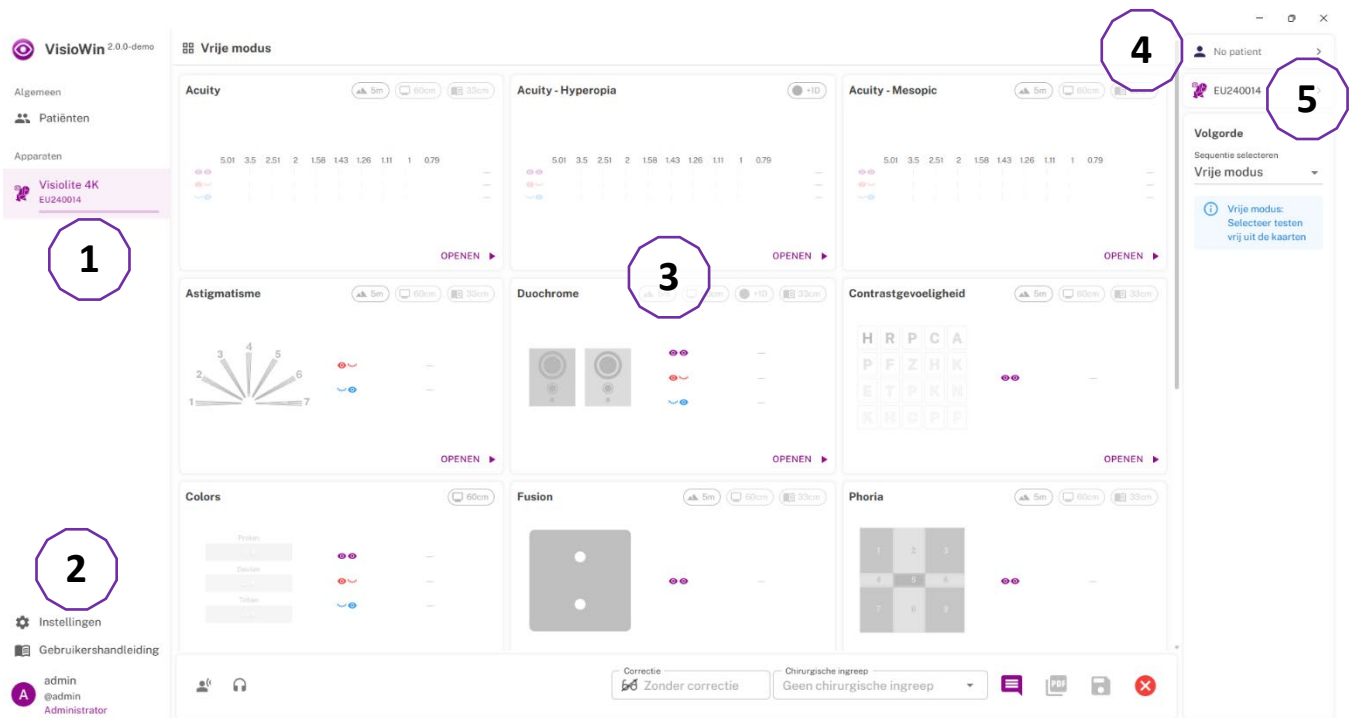 VisioWin 2.0.0-demo
Algemeen
Patiënten
Apparaten
Visiolite 4K
EU240014
1
2
Instellingen
Gebruikershandleiding
A
admin
@admin
Administrator
Vrije modus
Acuity
5m 60cm 33cm
5.01 3.5 2.51 2 1.58 1.43 1.26 1.11 1 0.79
OPENEN
Acuity - Hyperopia
+1D
5.01 3.5 2.51 2 1.58 1.43 1.26 1.11 1 0.79
OPENEN
Acuity - Mesopic
5m 60cm
5.01 3.5 2.51 2 1.58 1.43 1.26 1.11 1 0.79
OPENEN
Astigmatisme
5m 60cm 33cm
1 2 3 4 5 6 7
OPENEN
Duochrome
3
5m +1D 33cm
OPENEN
Contrastgevoeligheid
5m 60cm 33cm
H R P C A
P F Z H K
E T P K N
K H C P P
OPENEN
Colors
60cm
Protan
Deutan
Tritan
Fusion
5m 60cm 33cm
Phoria
5m 60cm 33cm
1 2 3
4 5 6
7 8 9
Correctie
Zonder correctie
Chirurgische ingreep
Geen chirurgische ingreep
PDF
4
No patient
EU240014
5
Volgorde
Sequentie selecteren
Vrije modus
Vrije modus:
Selecteer testen
vrij uit de kaarten